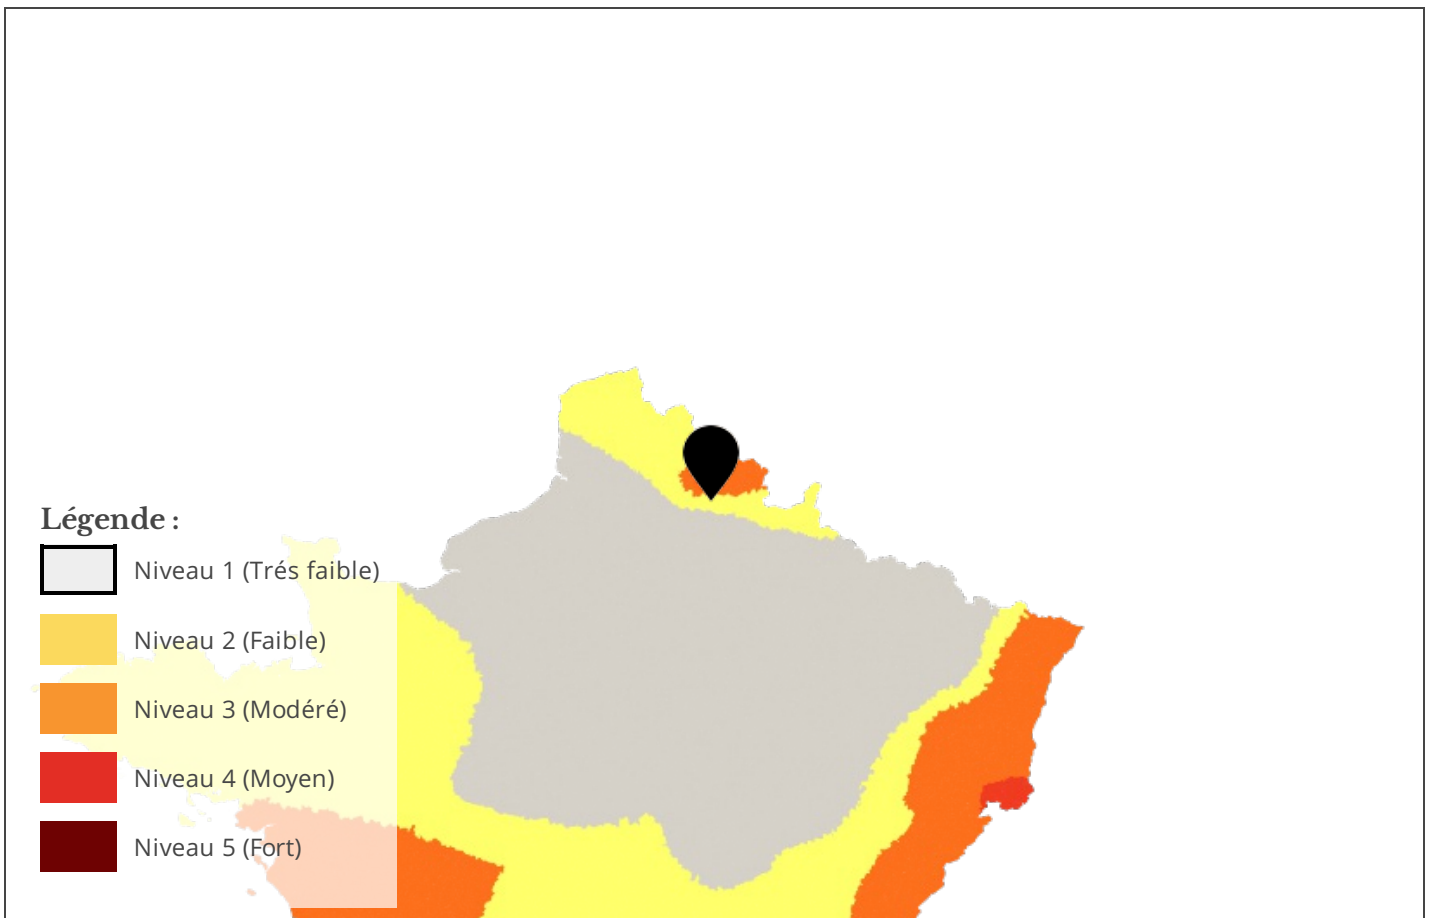 Légende :
Niveau 1 (Trés faible)
Niveau 2 (Faible)
Niveau 3 (Modéré)
Niveau 4 (Moyen)
Niveau 5 (Fort)